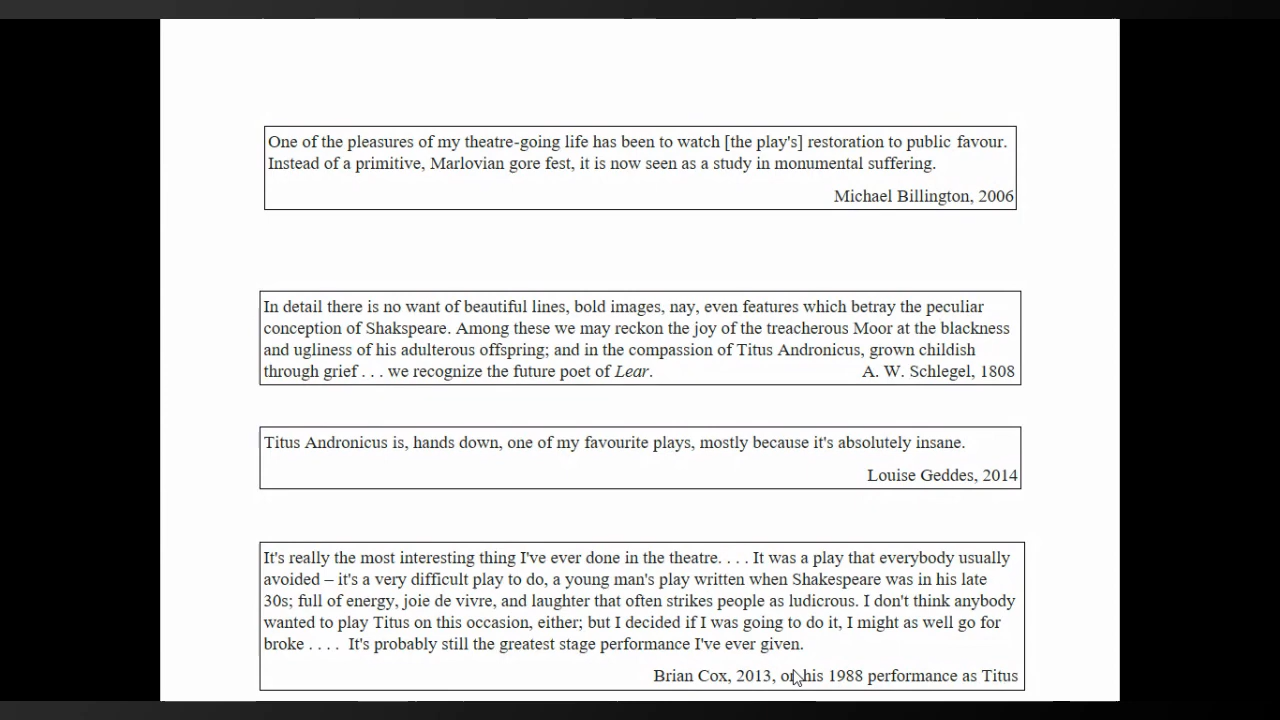 One of the pleasures of my theatre-going life has been to watch [the play's] restoration to public favour.
Instead of a primitive, Marlovian gore fest, it is now seen as a study in monumental suffering.
Michael Billington, 2006
In detail there is no want of beautiful lines, bold images, nay, even features which betray the peculiar
conception of Shakspeare. Among these we may reckon the joy of the treacherous Moor at the blackness
and ugliness of his adulterous offspring; and in the compassion of Titus Andronicus, grown childish
through grief . . . we recognize the future poet of Lear. A. W. Schlegel, 1808
Titus Andronicus is, hands down, one of my favourite plays, mostly because it's absolutely insane.
Louise Geddes, 2014
It's really the most interesting thing I've ever done in the theatre. . . . It was a play that everybody usually
avoided – it's a very difficult play to do, a young man's play written when Shakespeare was in his late
30s; full of energy, joie de vivre, and laughter that often strikes people as ludicrous. I don't think anybody
wanted to play Titus on this occasion, either; but I decided if I was going to do it, I might as well go for
broke . . . . It's probably still the greatest stage performance I've ever given.
Brian Cox, 2013, on his 1988 performance as Titus